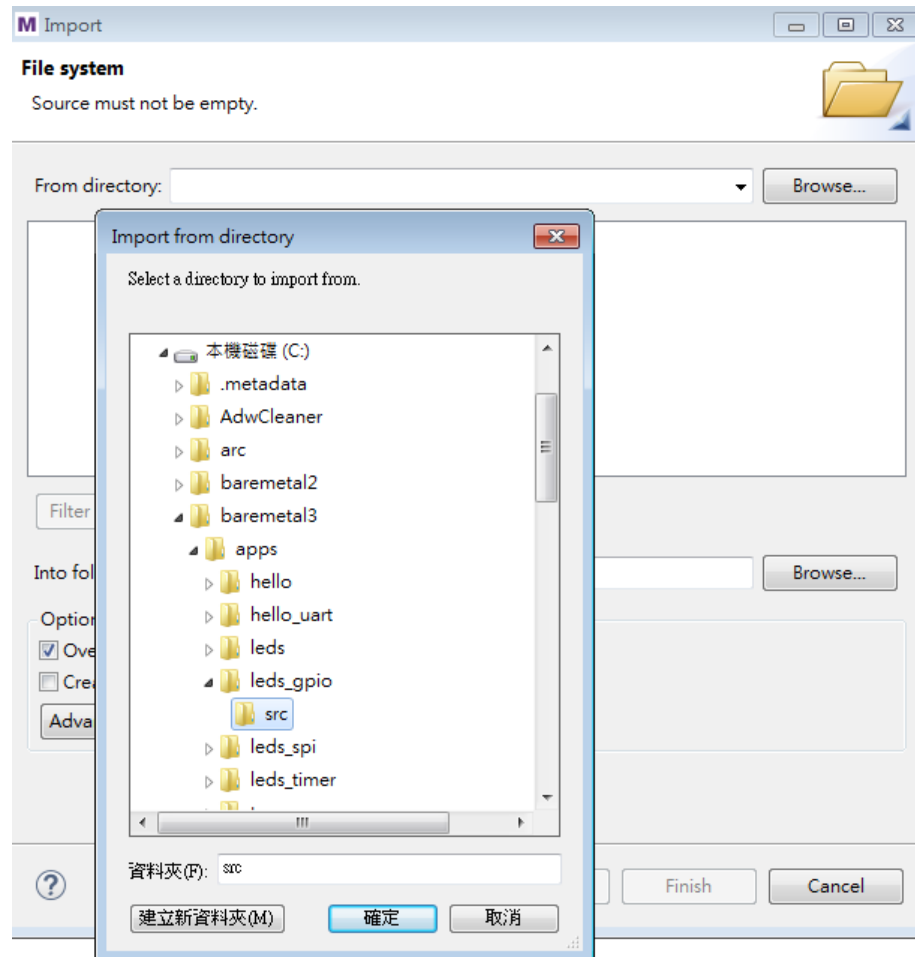 M Import
File system
Source must not be empty.
From directory:
Browse...
Import from directory
Select a directory to import from.
本機磁碟 (C:)
.metadata
AdwCleaner
arc
baremetal2
baremetal3
apps
hello
hello_uart
leds
leds_gpio
src
leds_spi
leds_timer
Filter
Into fol
Browse...
Option
Ove
Crea
Adva
資料夾(F): src
建立新資料夾(M)
確定
取消
?
Finish
Cancel